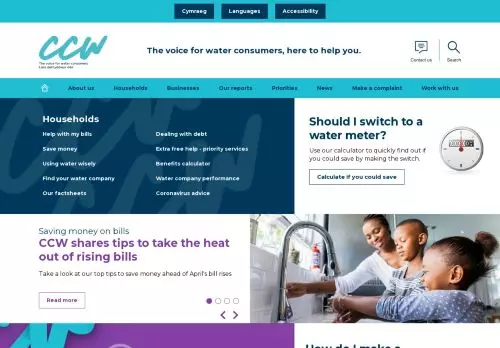 Cymraeg Languages Accessibility
CCW
The voice for water consumers
Llais defnyddwyr dŵr
The voice for water consumers, here to help you.
Contact us Search
About us Households Businesses Our reports Priorities News Make a complaint Work with us
Households
Help with my bills Dealing with debt
Save money Extra free help - priority services
Using water wisely Benefits calculator
Find your water company Water company performance
Our factsheets Coronavirus advice
Should I switch to a
water meter?
Use our calculator to quickly find out if
you could save by making the switch.
Calculate if you could save
Saving money on bills
CCW shares tips to take the heat
out of rising bills
Take a look at our top tips to save money ahead of April's bill rises
Read more
How do I make a